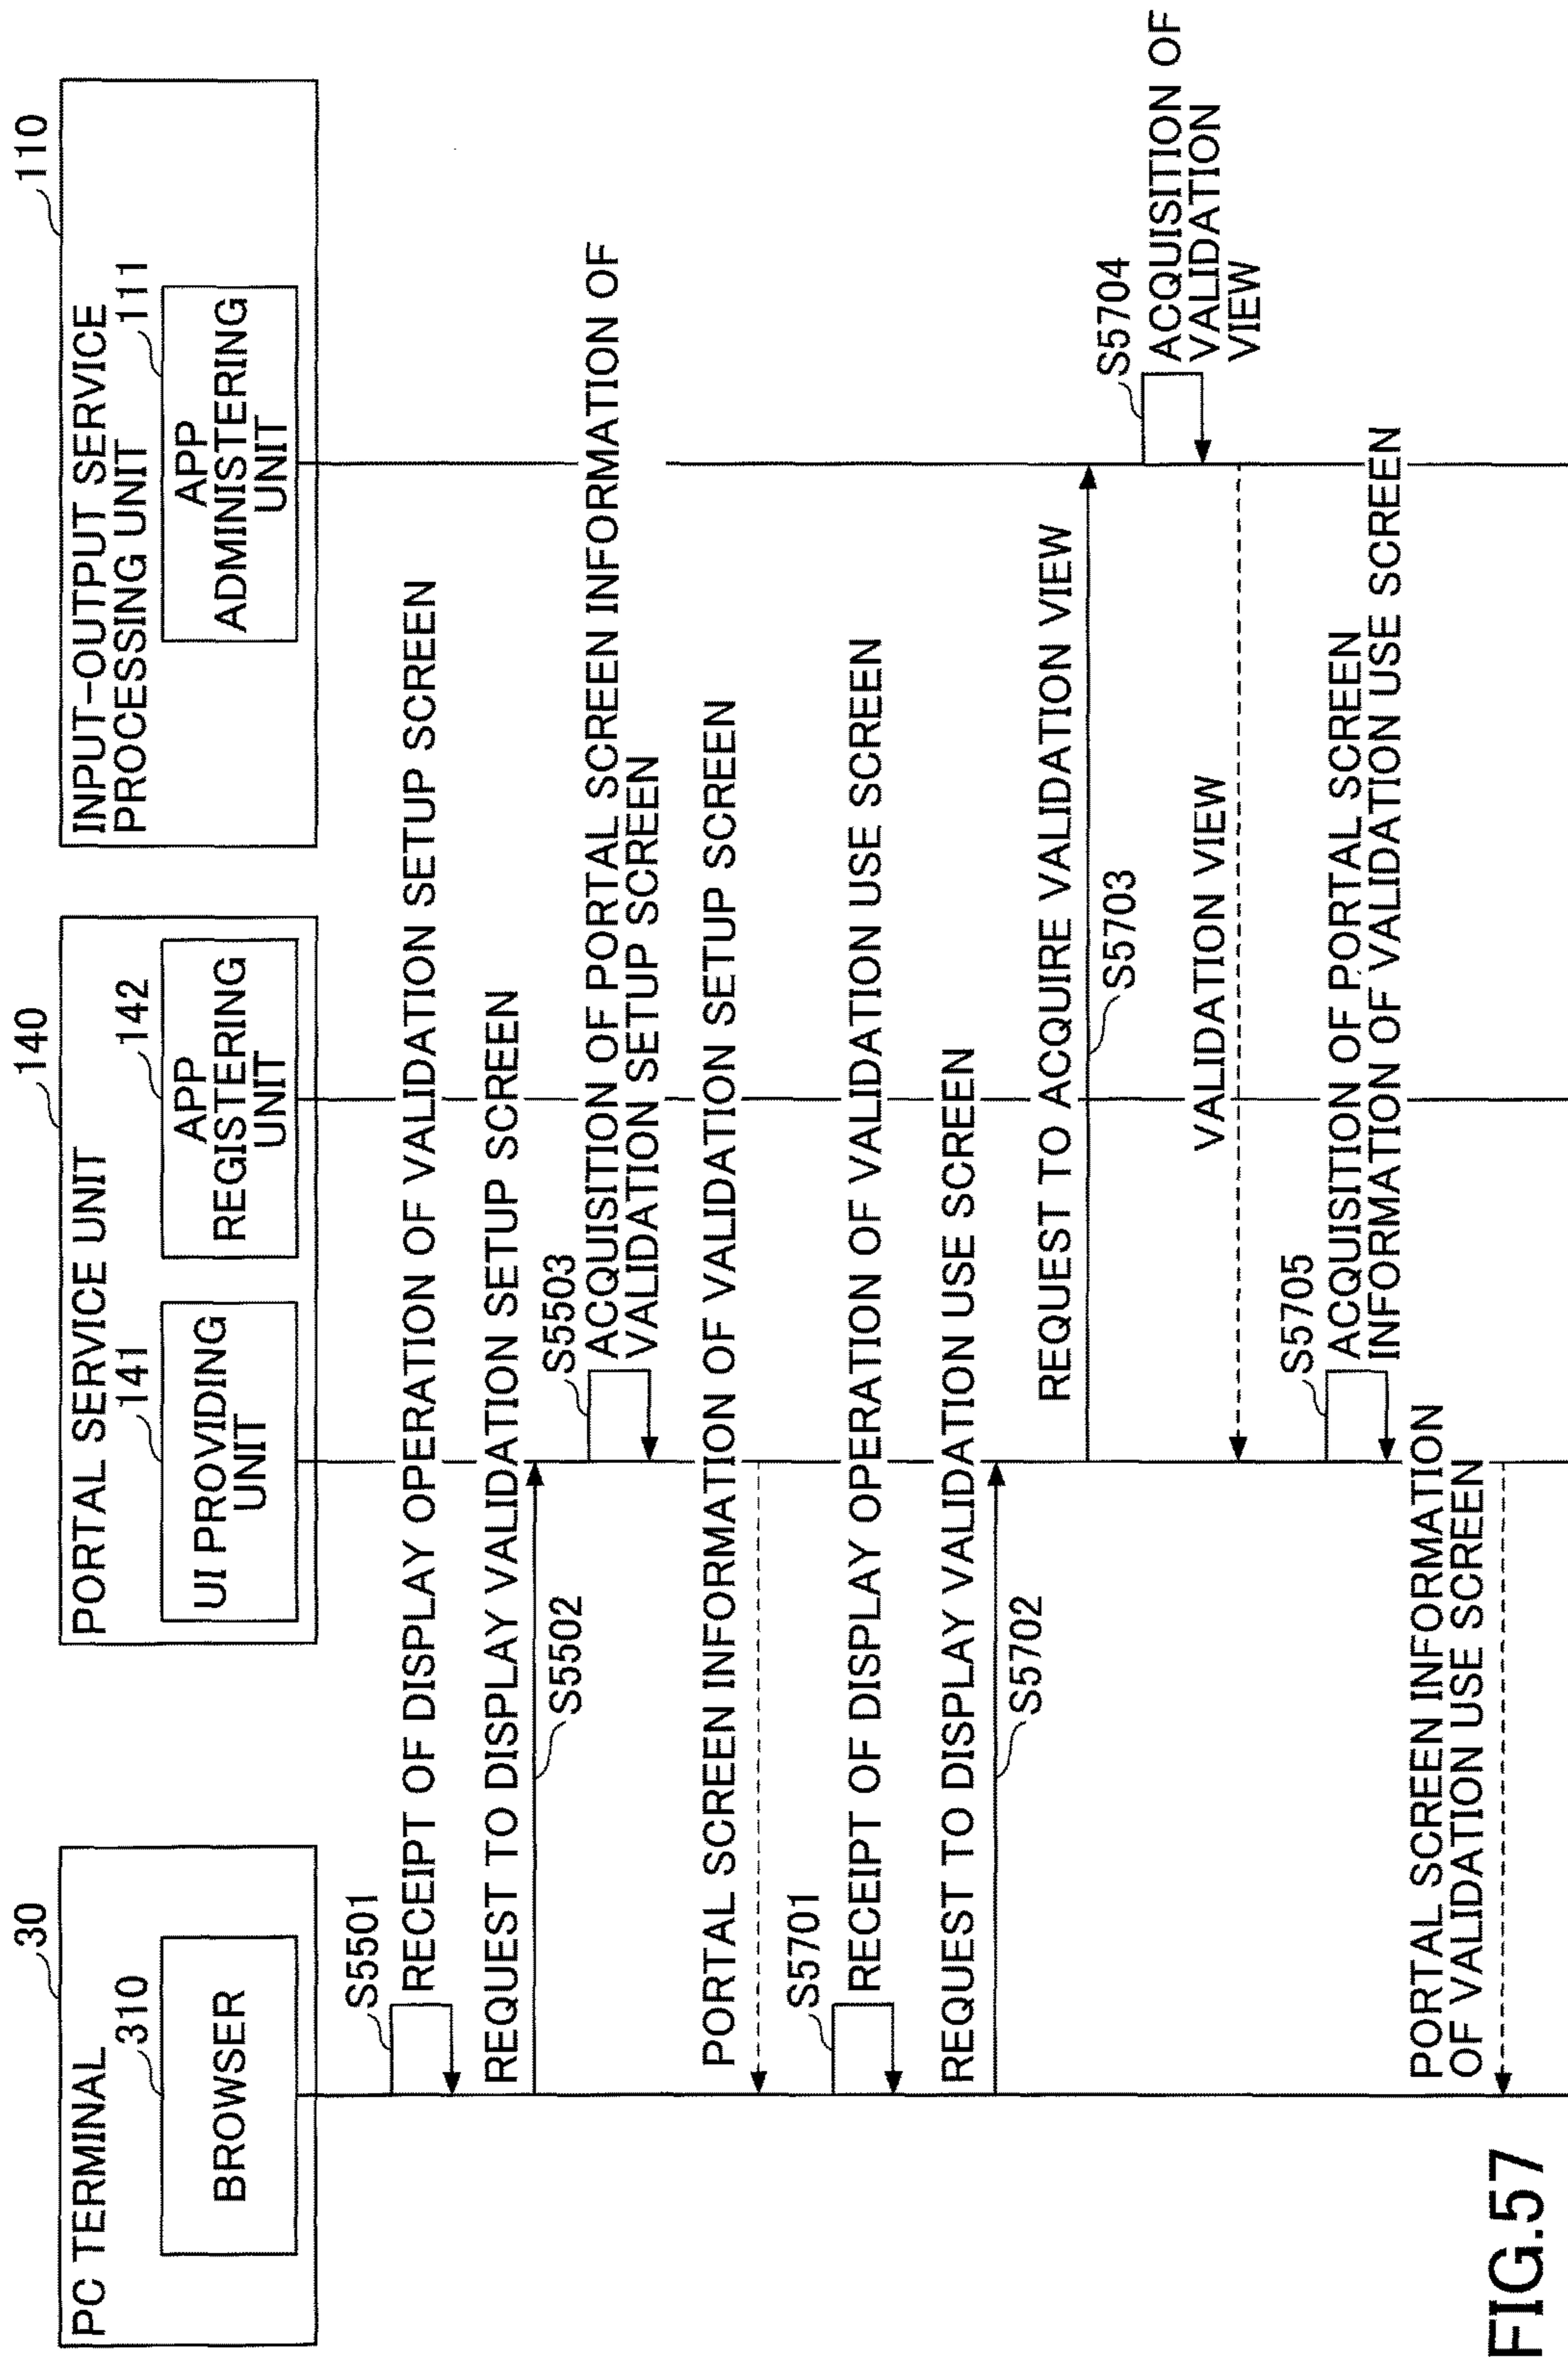 PC TERMINAL
30
BROWSER
310
PORTAL SERVICE UNIT
140
UI PROVIDING
UNIT
141
APP
REGISTERING
UNIT
142
INPUT-OUTPUT SERVICE
PROCESSING UNIT
110
111
APP
ADMINISTERING
UNIT
S5501
RECEIPT OF DISPLAY OPERATION OF VALIDATION SETUP SCREEN
REQUEST TO DISPLAY VALIDATION SETUP SCREEN
S5502
S5503
ACQUISITION OF PORTAL SCREEN INFORMATION OF
VALIDATION SETUP SCREEN
PORTAL SCREEN INFORMATION OF VALIDATION SETUP SCREEN
S5701
RECEIPT OF DISPLAY OPERATION OF VALIDATION USE SCREEN
REQUEST TO DISPLAY VALIDATION USE SCREEN
S5702
REQUEST TO ACQUIRE VALIDATION VIEW
S5703
S5704
ACQUISITION OF
VALIDATION
VIEW
VALIDATION VIEW
S5705
ACQUISITION OF PORTAL SCREEN
INFORMATION OF VALIDATION USE SCREEN
PORTAL SCREEN INFORMATION
OF VALIDATION USE SCREEN
FIG.57